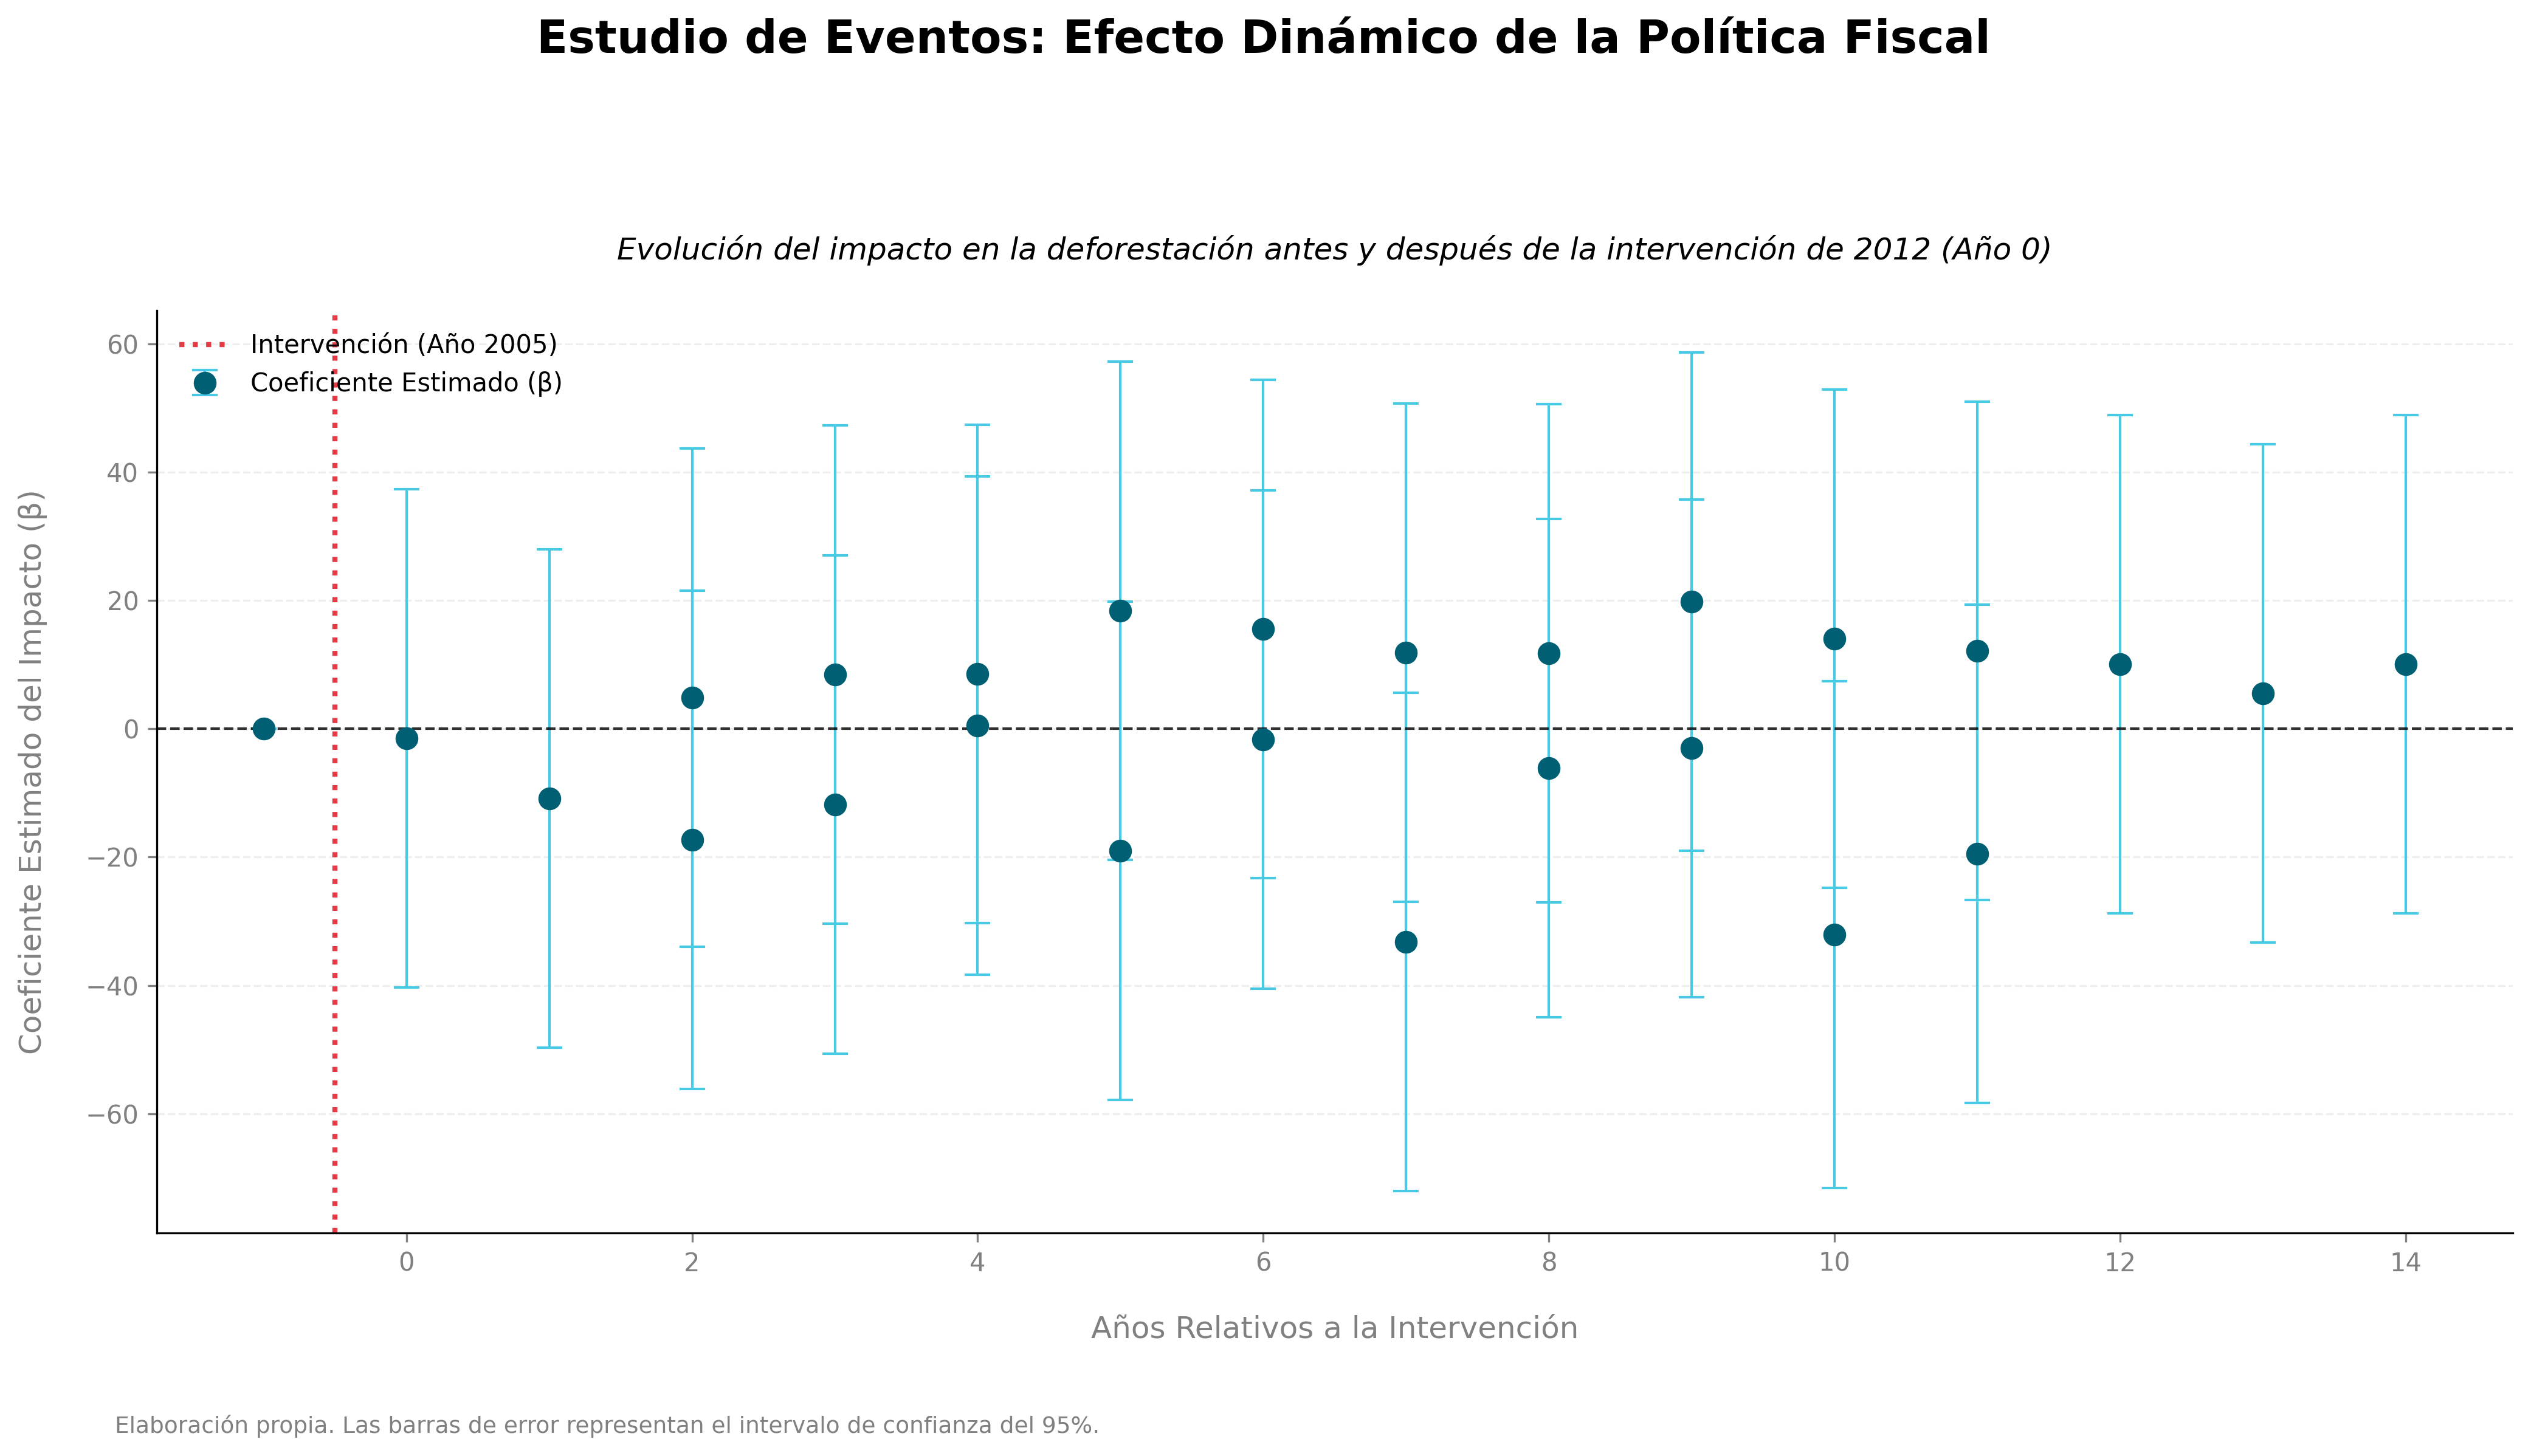 Estudio de Eventos: Efecto Dinámico de la Política Fiscal
Evolución del impacto en la deforestación antes y después de la intervención de 2012 (Año 0)
Intervención (Año 2005)
Coeficiente Estimado (β)
Coeficiente Estimado del Impacto (β)
60
40
20
0
−20
−40
−60
0 2 4 6 8 10 12 14
Años Relativos a la Intervención
Elaboración propia. Las barras de error representan el intervalo de confianza del 95%.